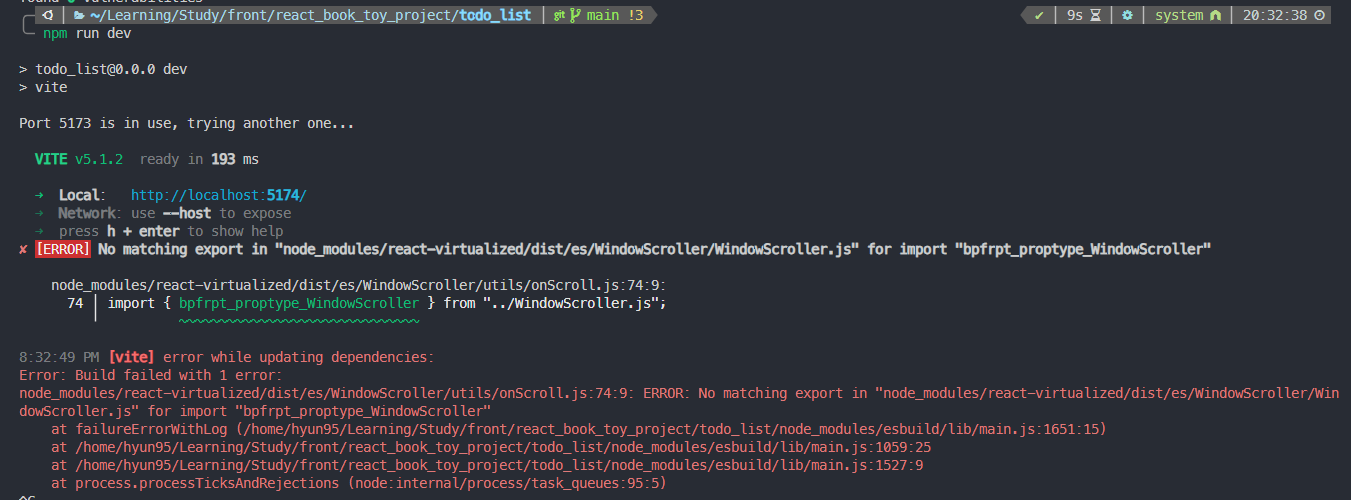 found 0 vulnerabilities
~/Learning/Study/front/react_book_toy_project/todo_list git main !3 ✔ 9s system 20:32:38
npm run dev
> todo_list@0.0.0 dev
> vite
Port 5173 is in use, trying another one...
VITE v5.1.2 ready in 193 ms
➜ Local: http://localhost:5174/
➜ Network: use --host to expose
➜ press h + enter to show help
✘ [ERROR] No matching export in "node_modules/react-virtualized/dist/es/WindowScroller/WindowScroller.js" for import "bpfrpt_proptype_WindowScroller"
node_modules/react-virtualized/dist/es/WindowScroller/utils/onScroll.js:74:9:
74 │ import { bpfrpt_proptype_WindowScroller } from "../WindowScroller.js";
8:32:49 PM [vite] error while updating dependencies:
Error: Build failed with 1 error:
node_modules/react-virtualized/dist/es/WindowScroller/utils/onScroll.js:74:9: ERROR: No matching export in "node_modules/react-virtualized/dist/es/WindowScroller/Win
dowScroller.js" for import "bpfrpt_proptype_WindowScroller"
at failureErrorWithLog (/home/hyun95/Learning/Study/front/react_book_toy_project/todo_list/node_modules/esbuild/lib/main.js:1651:15)
at /home/hyun95/Learning/Study/front/react_book_toy_project/todo_list/node_modules/esbuild/lib/main.js:1059:25
at /home/hyun95/Learning/Study/front/react_book_toy_project/todo_list/node_modules/esbuild/lib/main.js:1527:9
at process.processTicksAndRejections (node:internal/process/task_queues:95:5)
^C